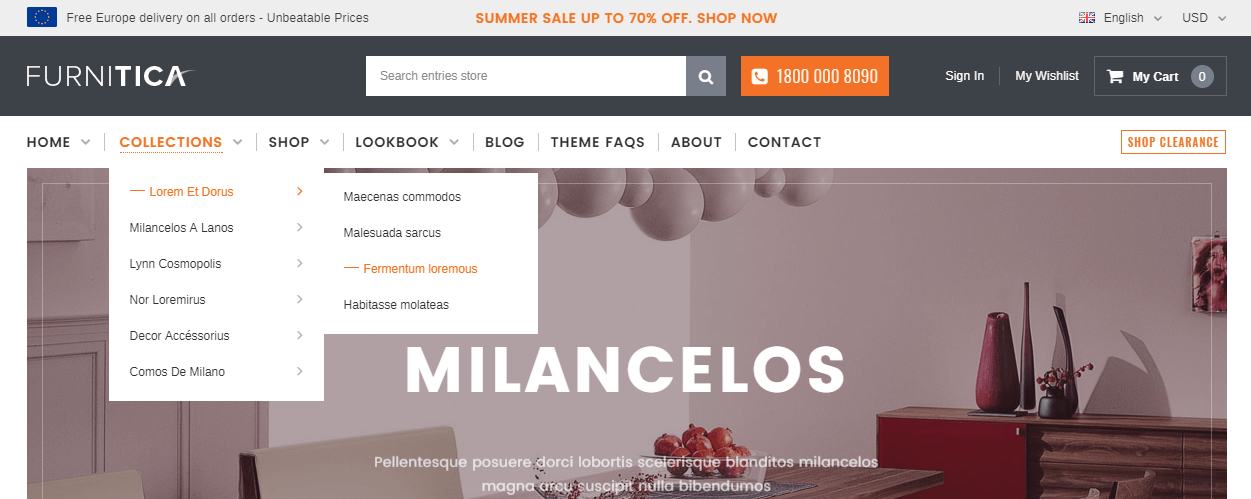 Free Europe delivery on all orders - Unbeatable Prices
SUMMER SALE UP TO 70% OFF. SHOP NOW
English
USD
FURNITICA
Search entries store
1800 000 8090
Sign In
My Wishlist
My Cart
0
HOME
COLLECTIONS
SHOP
LOOKBOOK
BLOG
THEME FAQS
ABOUT
CONTACT
SHOP CLEARANCE
Lorem Et Dorus
Milancelos A Lanos
Lynn Cosmopolis
Nor Loremirus
Decor Accéssorius
Comos De Milano
Maecenas commodos
Malesuada sarcus
Fermentum loremous
Habitasse molateas
MILANCELOS
Pellentesque posuere dorci lobortis scelerisque blanditos milancelos
magna arcu suscipit nulla bibendumos